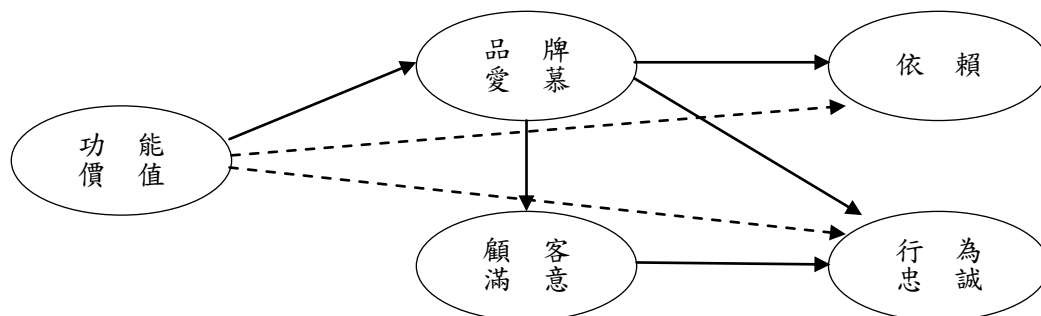 品 牌
愛 慕
依 賴
功 能
價 值
顧 客
滿 意
行 為
忠 誠